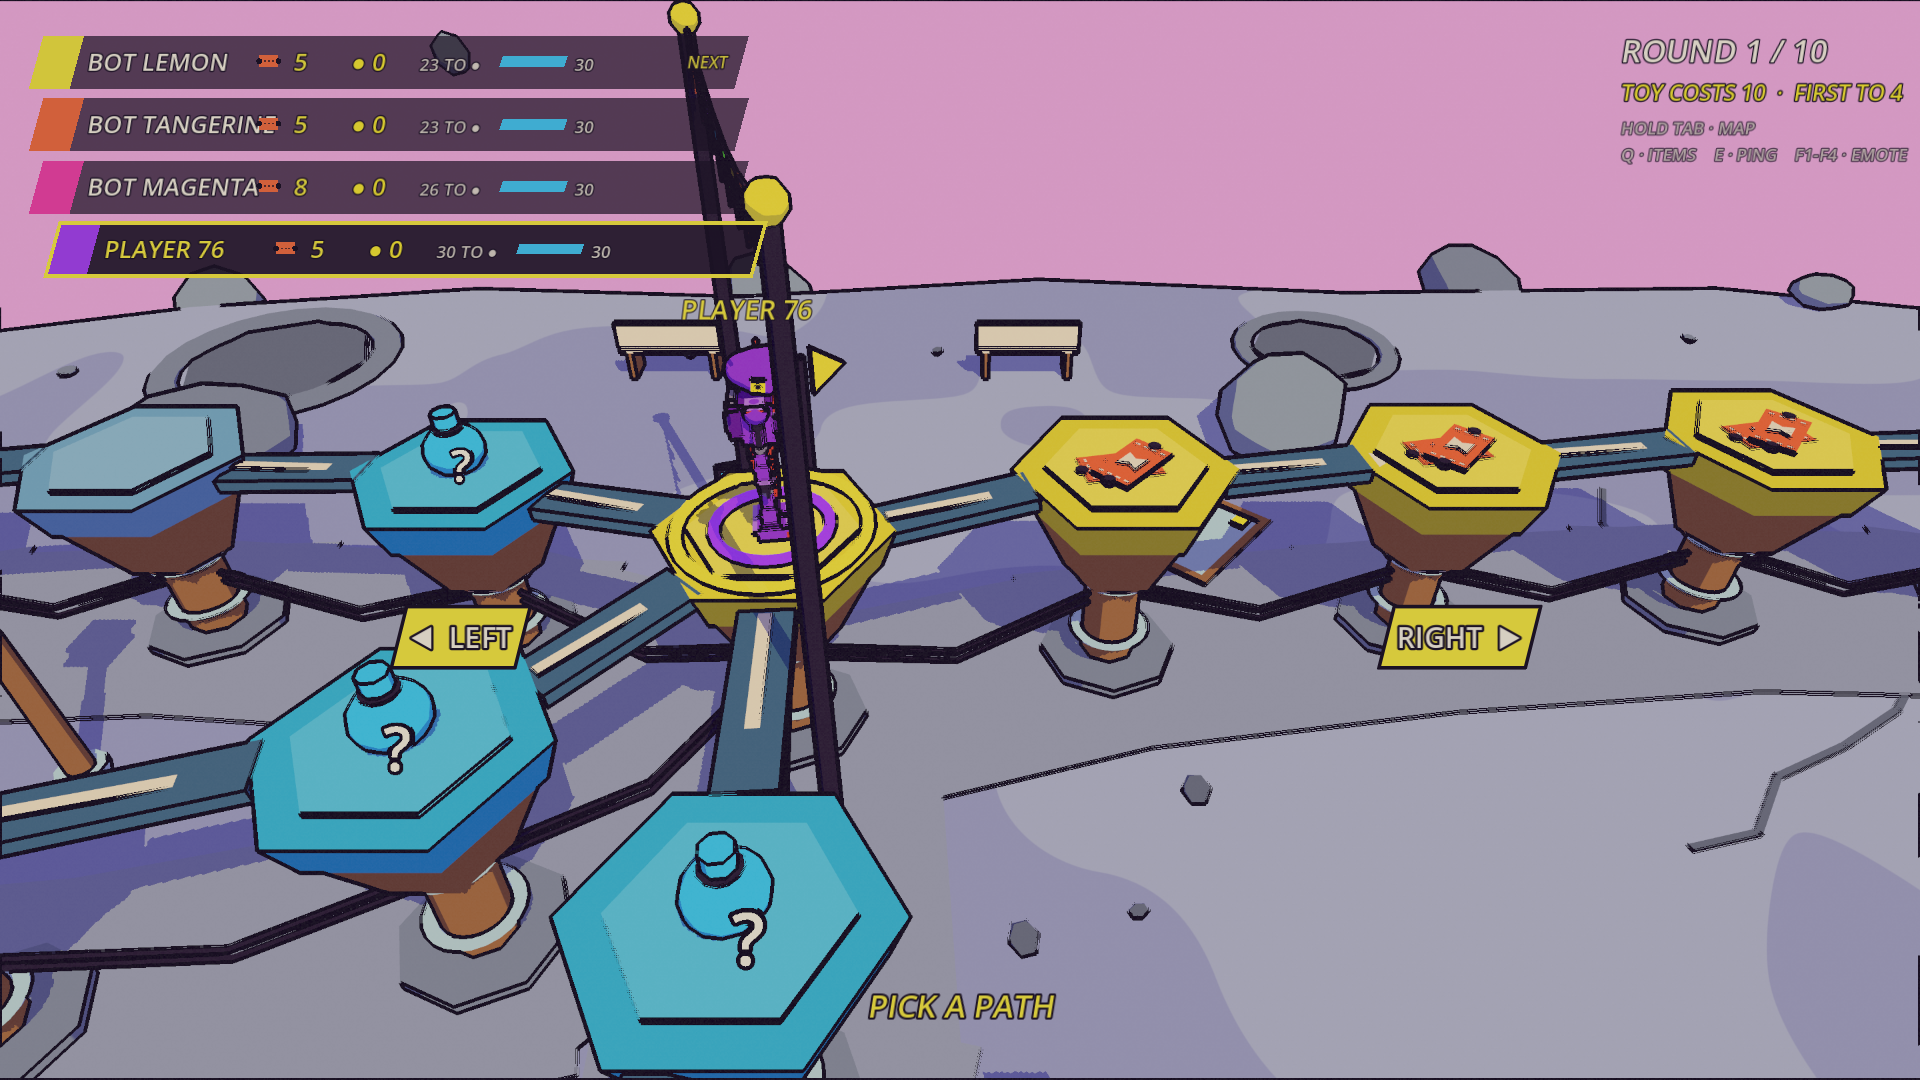 BOT LEMON 5 0 23 TO 30 NEXT
BOT TANGERINE 5 0 23 TO 30
BOT MAGENTA 8 0 26 TO 30
PLAYER 76 5 0 30 TO 30
ROUND 1 / 10
TOY COSTS 10 · FIRST TO 4
HOLD TAB · MAP
Q · ITEMS E · PING F1-F4 · EMOTE
PLAYER 76
?
◀ LEFT
RIGHT ▶
?
?
PICK A PATH